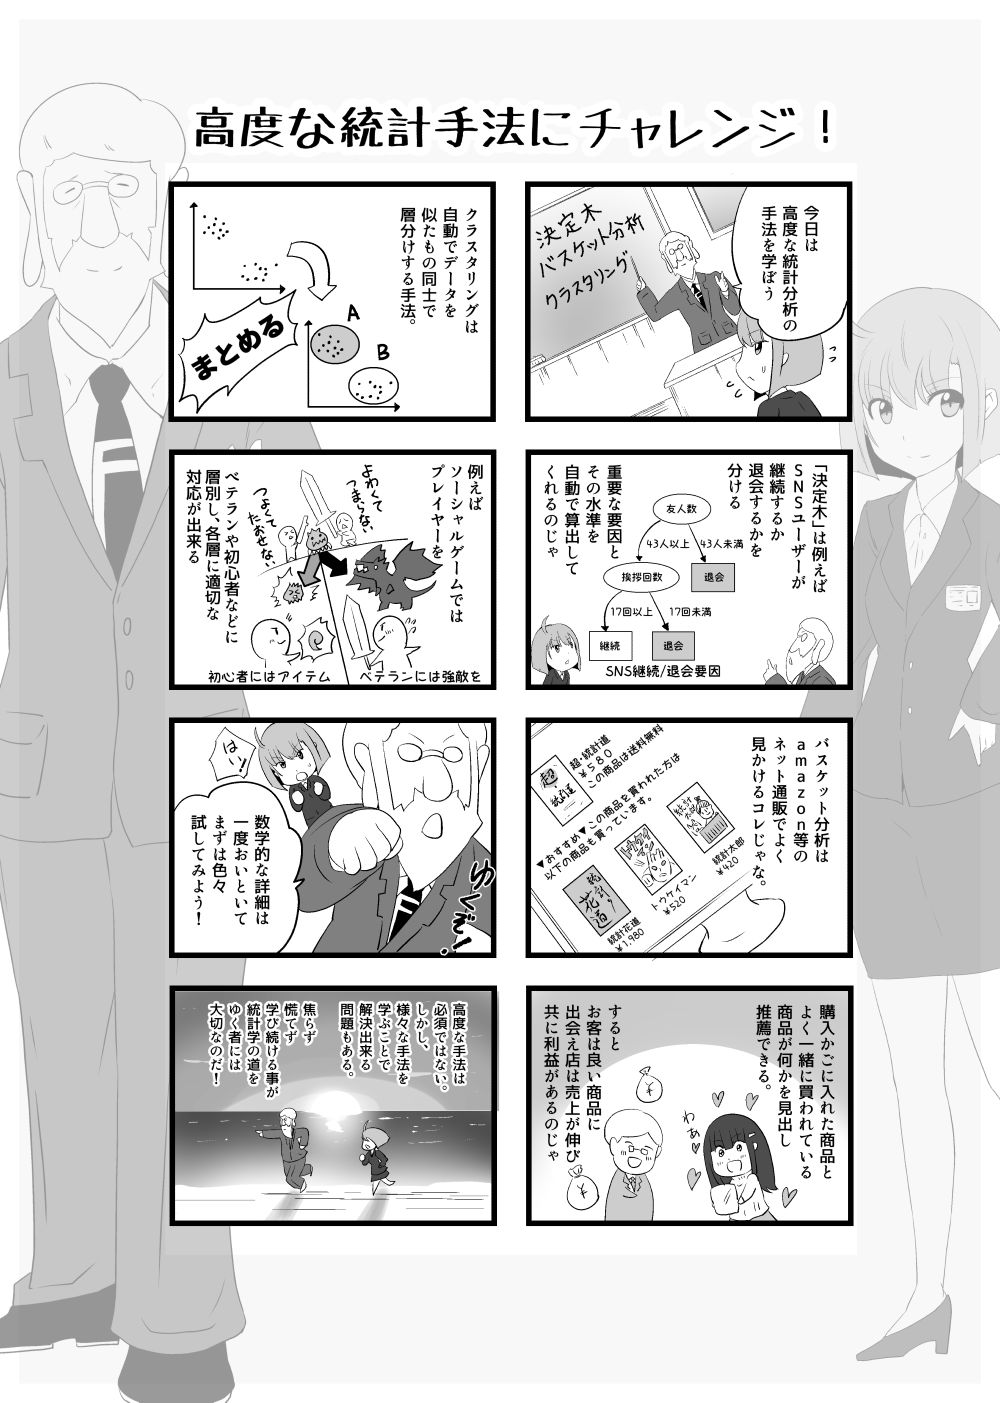 高度な統計手法にチャレンジ！
今日は
高度な統計分析の
手法を学ぼう
決定木
バスケット分析
クラスタリング
「決定木」は例えば
SNSユーザーが
継続するか
退会するかを
分ける
重要な要因と
その水準を
自動で算出して
くれるのじゃ
友人数
43人以上
43人未満
挨拶回数
退会
17回以上
17回未満
継続
退会
SNS継続/退会要因
バスケット分析は
amazon等の
ネット通販でよく
見かけるコレじゃな。
超・統計道
￥580
この商品は送料無料
▼おすすめ▼この商品を買われた方は
以下の商品も買っています。
統計花道
統計花道
￥1,980
トウケイマン
トウケイマン
￥520
統計太郎
統計太郎
￥420
購入かごに入れた商品と
よく一緒に買われている
商品が何かを見出し
推薦できる。
すると
お客は良い商品に
出会え店は売上が伸び
共に利益があるのじゃ
￥
￥
わぁ
クラスタリングは
自動でデータを
似たもの同士で
層分けする手法。
まとめる
A
B
例えば
ソーシャルゲームでは
プレイヤーを
よわくて
つまらない
つよくて
たおせない
ベテランや初心者などに
層別し、各層に適切な
対応が出来る
初心者にはアイテム
ベテランには強敵を
はい！
ゆくぞ！
数学的な詳細は
一度おいといて
まずは色々
試してみよう！
高度な手法は
必須ではない。
しかし、
様々な手法を
学ぶことで
解決出来る
問題もある。
焦らず
慌てず
学び続ける事が
統計学の道を
ゆく者には
大切なのだ！